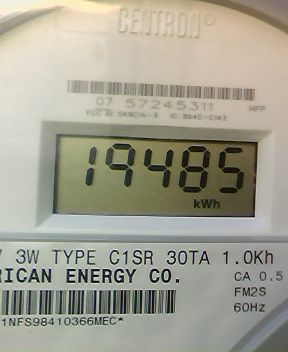 CENTRON®
07 57245311
19485
kWh
V 3W TYPE C1SR 30TA 1.0Kh
RICAN ENERGY CO.
CA 0.5
FM2S
60Hz
1NFS98410366MEC*